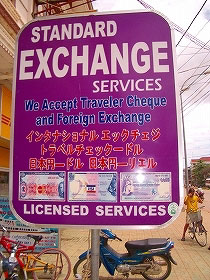 STANDARD
EXCHANGE
SERVICES
We Accept Traveler Cheque
and Foreign Exchange
インタナショナル エックチェジ
トラベルチェックードル
日本円ードル 日本円ーリエル
LICENSED SERVICES